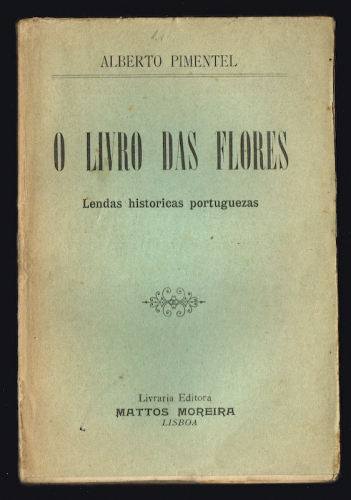 ALBERTO PIMENTEL
O LIVRO DAS FLORES
Lendas historicas portuguezas
Livraria Editora
MATTOS MOREIRA
LISBOA